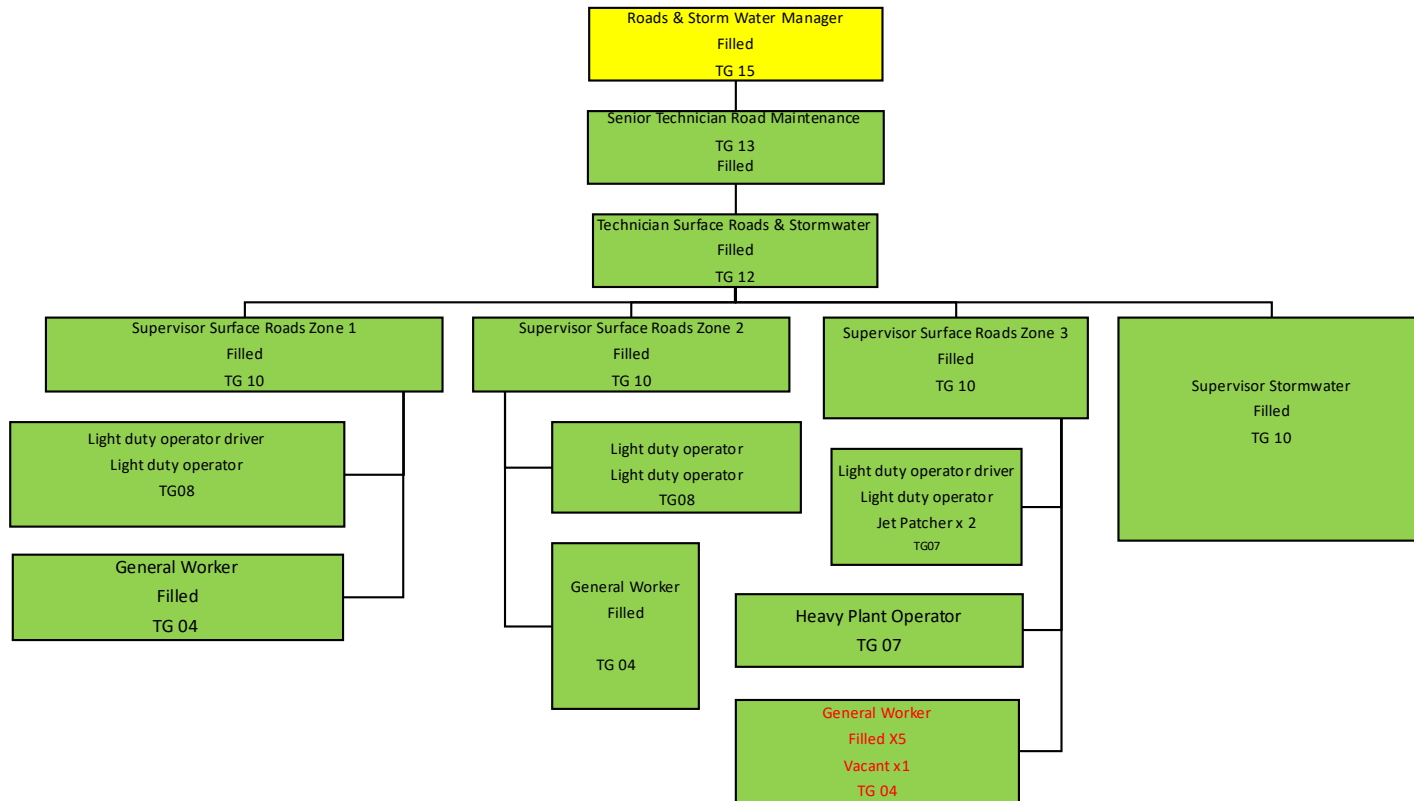 Roads & Storm Water Manager
Filled
TG 15
Senior Technician Road Maintenance
TG 13
Filled
Technician Surface Roads & Stormwater
Filled
TG 12
Supervisor Surface Roads Zone 1
Filled
TG 10
Light duty operator driver
Light duty operator
TG08
General Worker
Filled
TG 04
Supervisor Surface Roads Zone 2
Filled
TG 10
Light duty operator
Light duty operator
TG08
General Worker
Filled
TG 04
Supervisor Surface Roads Zone 3
Filled
TG 10
Light duty operator driver
Light duty operator
Jet Patcher x 2
TG07
Heavy Plant Operator
TG 07
General Worker
Filled X5
Vacant x1
TG 04
Supervisor Stormwater
Filled
TG 10